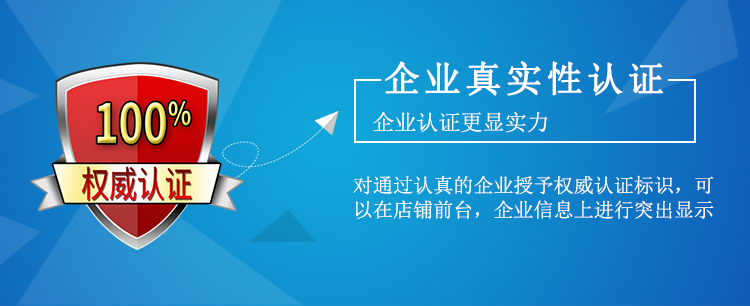 100%
权威认证
企业真实性认证
企业认证更显实力
对通过认真的企业授予权威认证标识，可
以在店铺前台，企业信息上进行突出显示